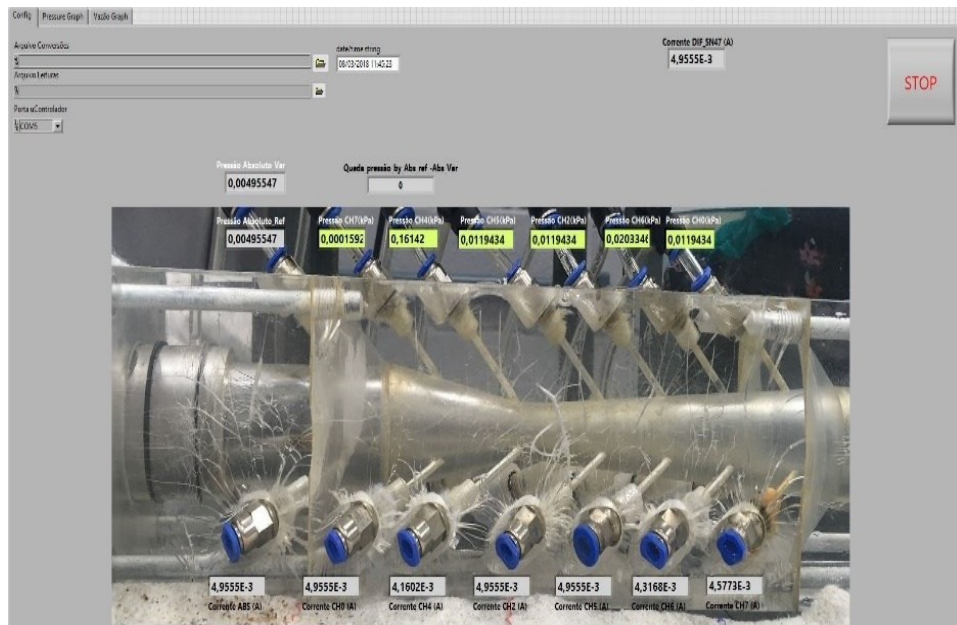 Config Pressure Graph Vazão Graph
Arquivo Conversões
date/time string
08/03/2018 11:45:23
Arquivo Leituras
Porta uControlador
COM5
Corrente DIF_SN47 (A)
4,9555E-3
STOP
Pressão Absoluto Var
0,00495547
Queda pressão by Abs ref -Abs Var
0
Pressão Absoluto Ref Pressão CH7(kPa) Pressão CH4(kPa) Pressão CH5(kPa) Pressão CH2(kPa) Pressão CH6(kPa) Pressão CH0(kPa)
0,00495547 0,0001592 0,16142 0,0119434 0,0119434 0,0203346 0,0119434
4,9555E-3 4,9555E-3 4,1602E-3 4,9555E-3 4,9555E-3 4,3168E-3 4,5773E-3
Corrente ABS (A) Corrente CH0 (A) Corrente CH4 (A) Corrente CH2 (A) Corrente CH5 (A) Corrente CH6 (A) Corrente CH7 (A)